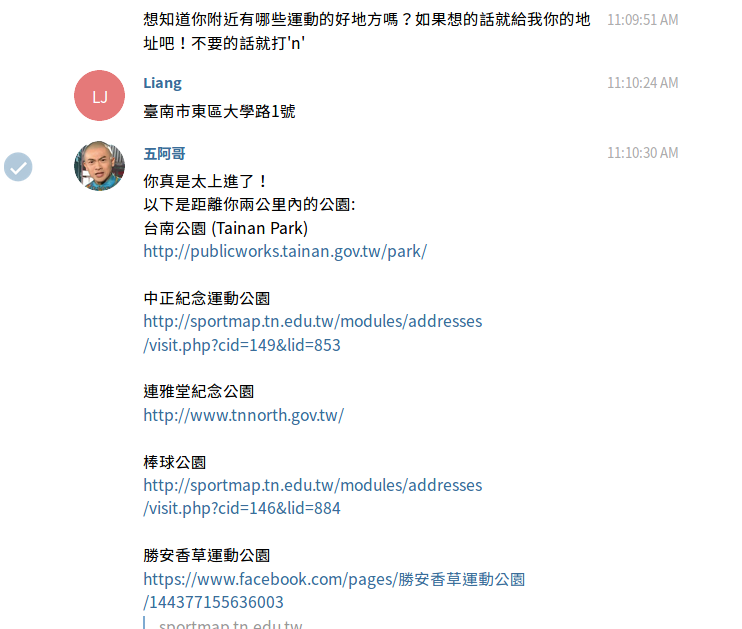 想知道你附近有哪些運動的好地方嗎？如果想的話就給我你的地 11:09:51 AM
址吧！不要的話就打'n'
Liang 11:10:24 AM
LJ
臺南市東區大學路1號
五阿哥 11:10:30 AM
你真是太上進了！
以下是距離你兩公里內的公園:
台南公園 (Tainan Park)
http://publicworks.tainan.gov.tw/park/
中正紀念運動公園
http://sportmap.tn.edu.tw/modules/addresses
/visit.php?cid=149&lid=853
連雅堂紀念公園
http://www.tnnorth.gov.tw/
棒球公園
http://sportmap.tn.edu.tw/modules/addresses
/visit.php?cid=146&lid=884
勝安香草運動公園
https://www.facebook.com/pages/勝安香草運動公園
/144377155636003
sportmap.tn.edu.tw